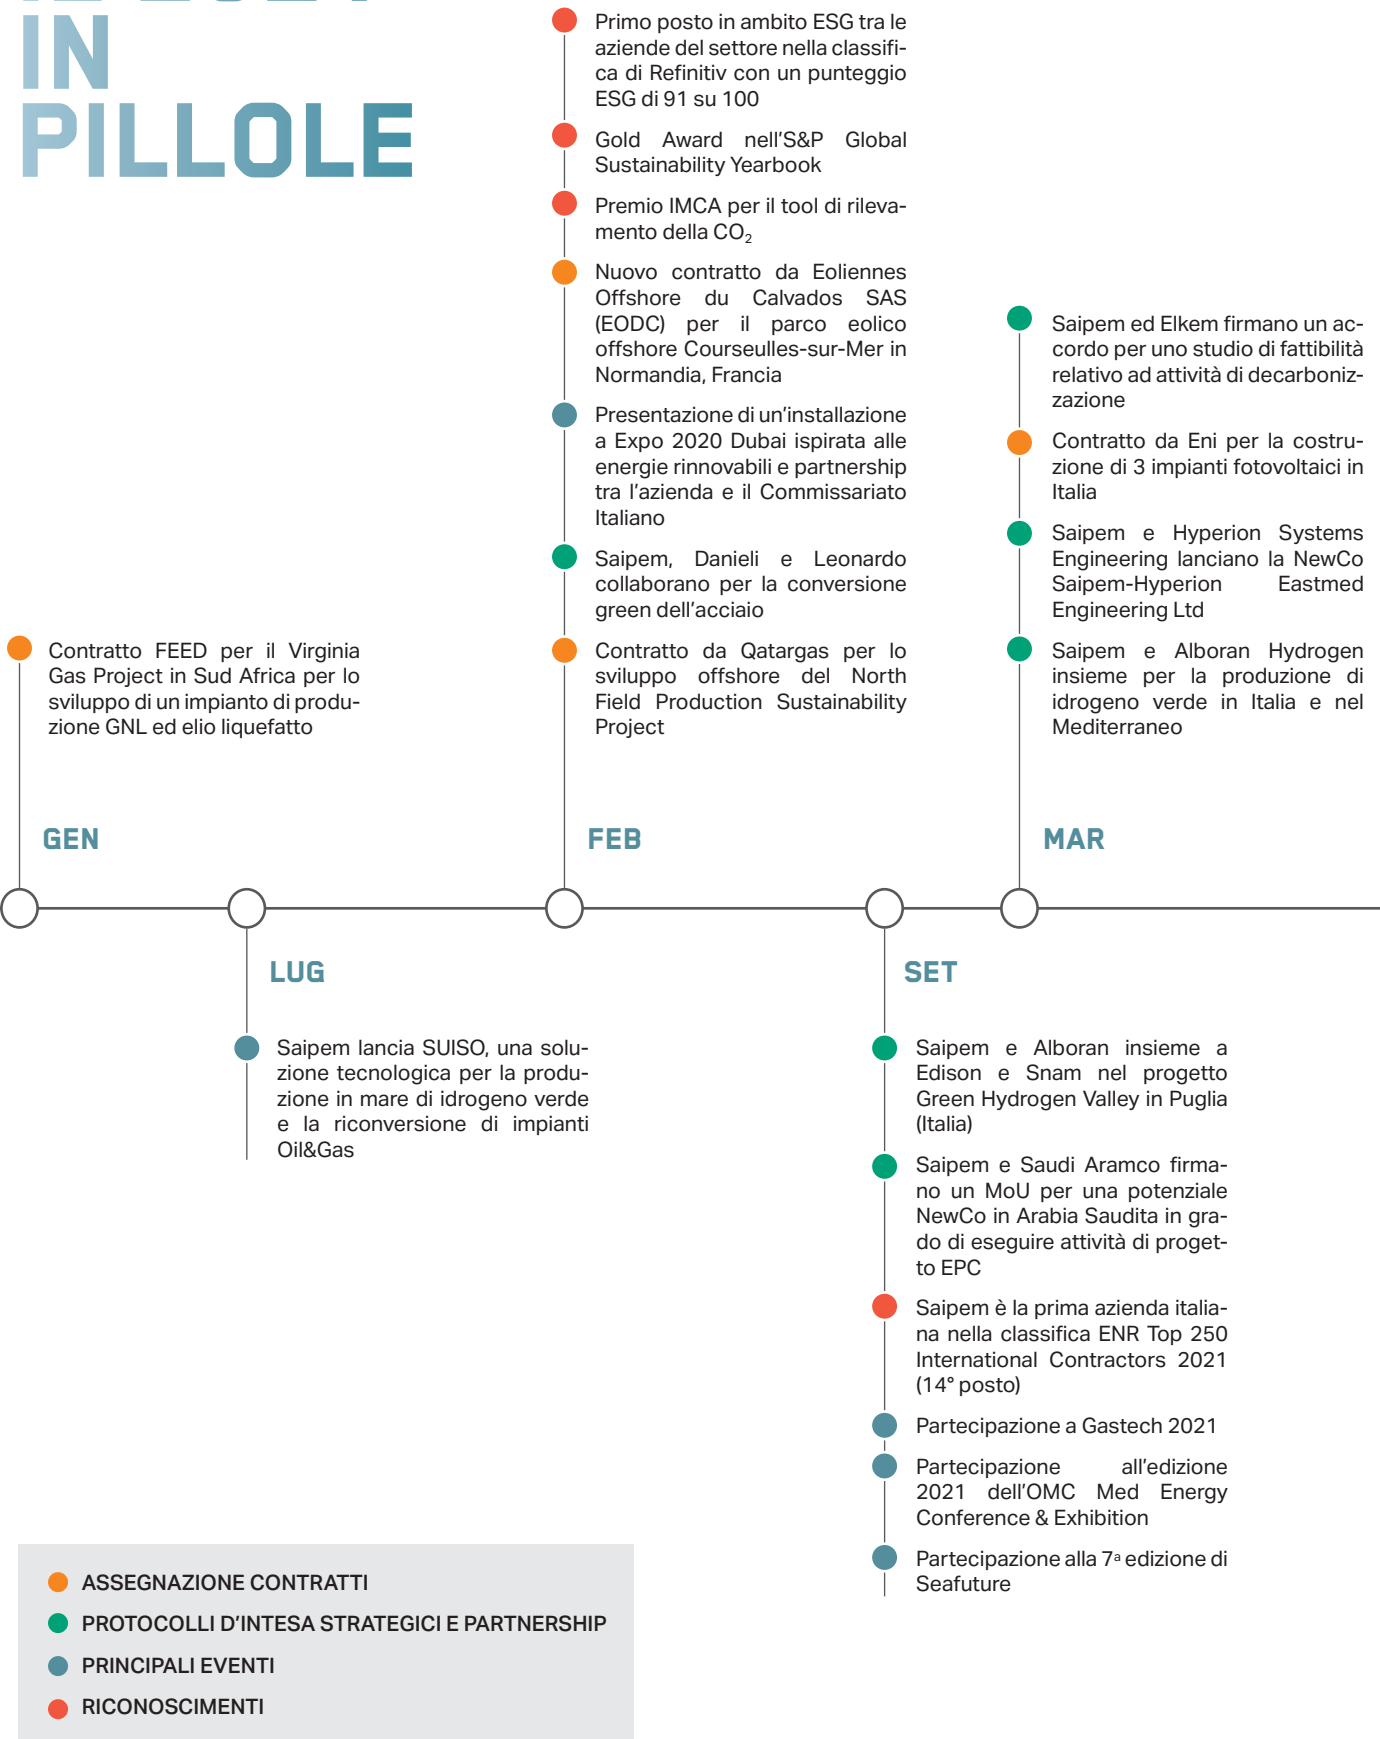 IN
PILLOLE
Primo posto in ambito ESG tra le
aziende del settore nella classifi-
ca di Refinitiv con un punteggio
ESG di 91 su 100
Gold Award nell'S&P Global
Sustainability Yearbook
Premio IMCA per il tool di rileva-
mento della CO₂
Nuovo contratto da Eoliennes
Offshore du Calvados SAS
(EODC) per il parco eolico
offshore Courseulles-sur-Mer in
Normandia, Francia
Presentazione di un'installazione
a Expo 2020 Dubai ispirata alle
energie rinnovabili e partnership
tra l'azienda e il Commissariato
Italiano
Saipem, Danieli e Leonardo
collaborano per la conversione
green dell'acciaio
Contratto da Qatargas per lo
sviluppo offshore del North
Field Production Sustainability
Project
Saipem ed Elkem firmano un ac-
cordo per uno studio di fattibilità
relativo ad attività di decarboniz-
zazione
Contratto da Eni per la costru-
zione di 3 impianti fotovoltaici in
Italia
Saipem e Hyperion Systems
Engineering lanciano la NewCo
Saipem-Hyperion Eastmed
Engineering Ltd
Saipem e Alboran Hydrogen
insieme per la produzione di
idrogeno verde in Italia e nel
Mediterraneo
Contratto FEED per il Virginia
Gas Project in Sud Africa per lo
sviluppo di un impianto di produ-
zione GNL ed elio liquefatto
GEN
FEB
MAR
LUG
SET
Saipem lancia SUISO, una solu-
zione tecnologica per la produ-
zione in mare di idrogeno verde
e la riconversione di impianti
Oil&Gas
Saipem e Alboran insieme a
Edison e Snam nel progetto
Green Hydrogen Valley in Puglia
(Italia)
Saipem e Saudi Aramco firma-
no un MoU per una potenziale
NewCo in Arabia Saudita in gra-
do di eseguire attività di proget-
to EPC
Saipem è la prima azienda italia-
na nella classifica ENR Top 250
International Contractors 2021
(14° posto)
Partecipazione a Gastech 2021
Partecipazione all'edizione
2021 dell'OMC Med Energy
Conference & Exhibition
Partecipazione alla 7ª edizione di
Seafuture
ASSEGNAZIONE CONTRATTI
PROTOCOLLI D'INTESA STRATEGICI E PARTNERSHIP
PRINCIPALI EVENTI
RICONOSCIMENTI